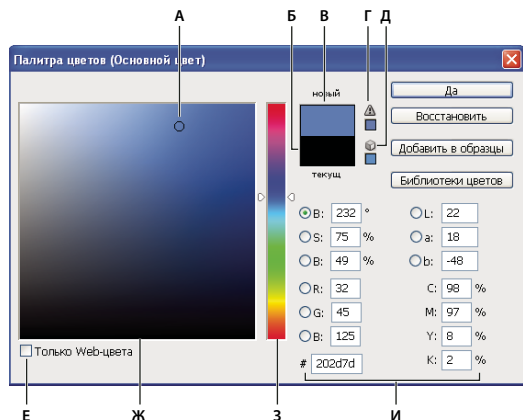 А Б В Г Д
Палитра цветов (Основной цвет)
новый
текущ
Да
Восстановить
Добавить в образцы
Библиотеки цветов
B: 232 ° L: 22
S: 75 % a: 18
B: 49 % b: -48
R: 32 C: 98 %
G: 45 M: 97 %
B: 125 Y: 8 %
# 202d7d K: 2 %
Только Web-цвета
Е Ж З И